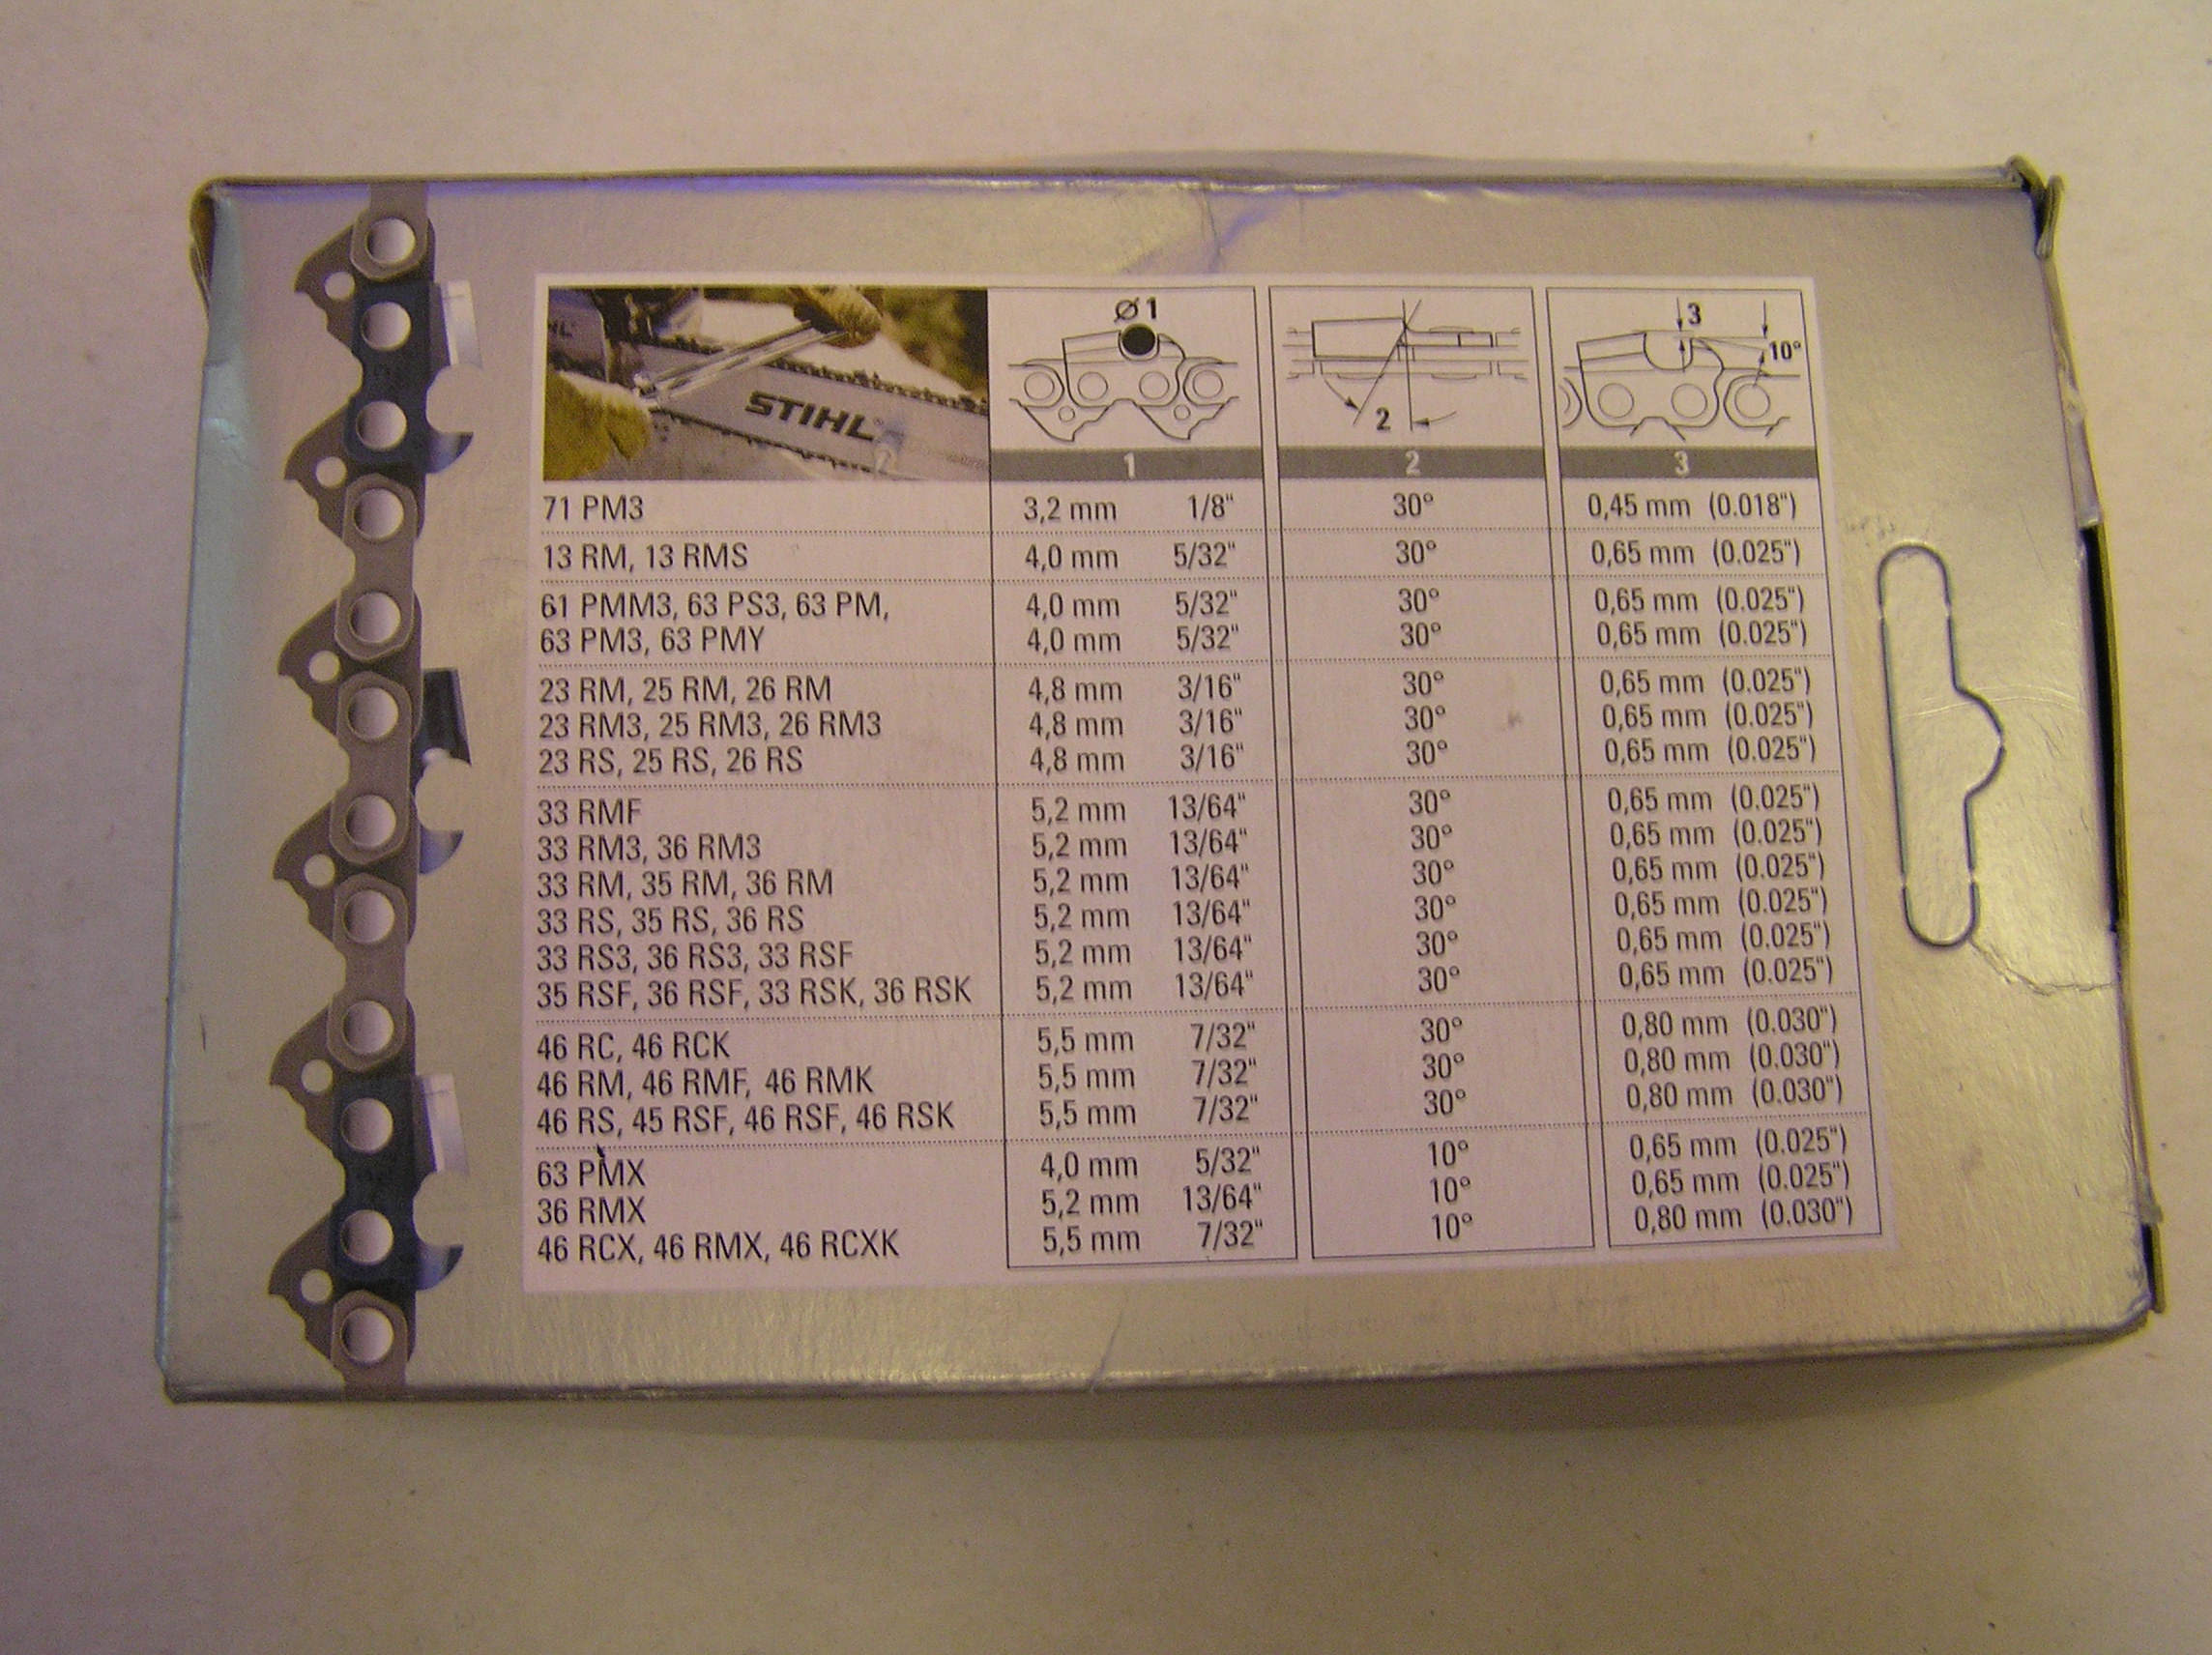 STIHL
Ø 1
2
3
10°
1 2 3
71 PM3 3,2 mm 1/8" 30° 0,45 mm (0.018")
13 RM, 13 RMS 4,0 mm 5/32" 30° 0,65 mm (0.025")
61 PMM3, 63 PS3, 63 PM, 4,0 mm 5/32" 30° 0,65 mm (0.025")
63 PM3, 63 PMY 4,0 mm 5/32" 30° 0,65 mm (0.025")
23 RM, 25 RM, 26 RM 4,8 mm 3/16" 30° 0,65 mm (0.025")
23 RM3, 25 RM3, 26 RM3 4,8 mm 3/16" 30° 0,65 mm (0.025")
23 RS, 25 RS, 26 RS 4,8 mm 3/16" 30° 0,65 mm (0.025")
33 RMF 5,2 mm 13/64" 30° 0,65 mm (0.025")
33 RM3, 36 RM3 5,2 mm 13/64" 30° 0,65 mm (0.025")
33 RM, 35 RM, 36 RM 5,2 mm 13/64" 30° 0,65 mm (0.025")
33 RS, 35 RS, 36 RS 5,2 mm 13/64" 30° 0,65 mm (0.025")
33 RS3, 36 RS3, 33 RSF 5,2 mm 13/64" 30° 0,65 mm (0.025")
35 RSF, 36 RSF, 33 RSK, 36 RSK 5,2 mm 13/64" 30° 0,65 mm (0.025")
46 RC, 46 RCK 5,5 mm 7/32" 30° 0,80 mm (0.030")
46 RM, 46 RMF, 46 RMK 5,5 mm 7/32" 30° 0,80 mm (0.030")
46 RS, 45 RSF, 46 RSF, 46 RSK 5,5 mm 7/32" 30° 0,80 mm (0.030")
63 PMX 4,0 mm 5/32" 10° 0,65 mm (0.025")
36 RMX 5,2 mm 13/64" 10° 0,65 mm (0.025")
46 RCX, 46 RMX, 46 RCXK 5,5 mm 7/32" 10° 0,80 mm (0.030")